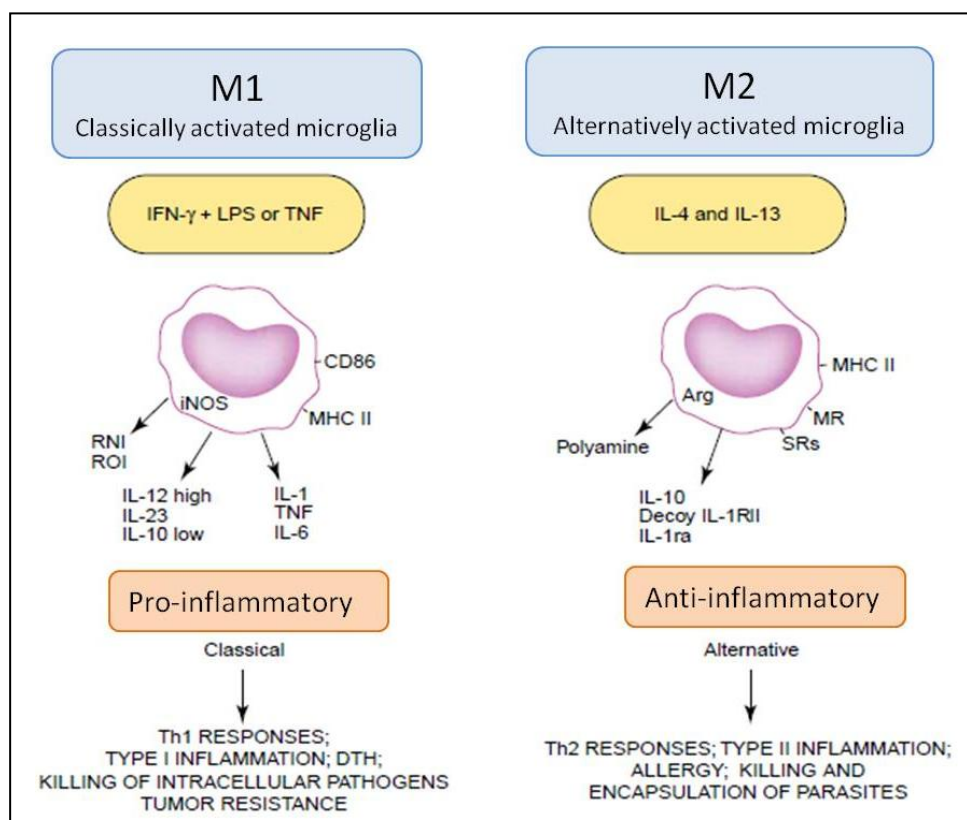 M1
Classically activated microglia
IFN-γ + LPS or TNF
CD86
iNOS
MHC II
RNI
ROI
IL-12 high
IL-23
IL-10 low
IL-1
TNF
IL-6
Pro-inflammatory
Classical
Th1 RESPONSES;
TYPE I INFLAMMATION; DTH;
KILLING OF INTRACELLULAR PATHOGENS
TUMOR RESISTANCE
M2
Alternatively activated microglia
IL-4 and IL-13
MHC II
Arg
MR
SRs
Polyamine
IL-10
Decoy IL-1RII
IL-1ra
Anti-inflammatory
Alternative
Th2 RESPONSES; TYPE II INFLAMMATION;
ALLERGY; KILLING AND
ENCAPSULATION OF PARASITES